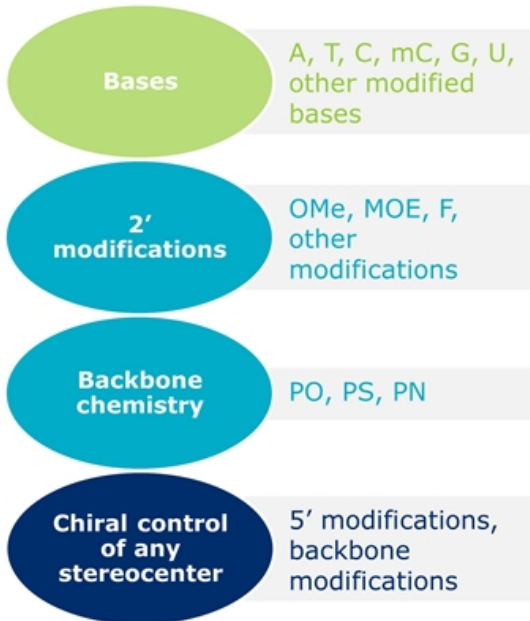 Bases
A, T, C, mC, G, U,
other modified
bases
2’
modifications
OMe, MOE, F,
other
modifications
Backbone
chemistry
PO, PS, PN
Chiral control
of any
stereocenter
5’ modifications,
backbone
modifications